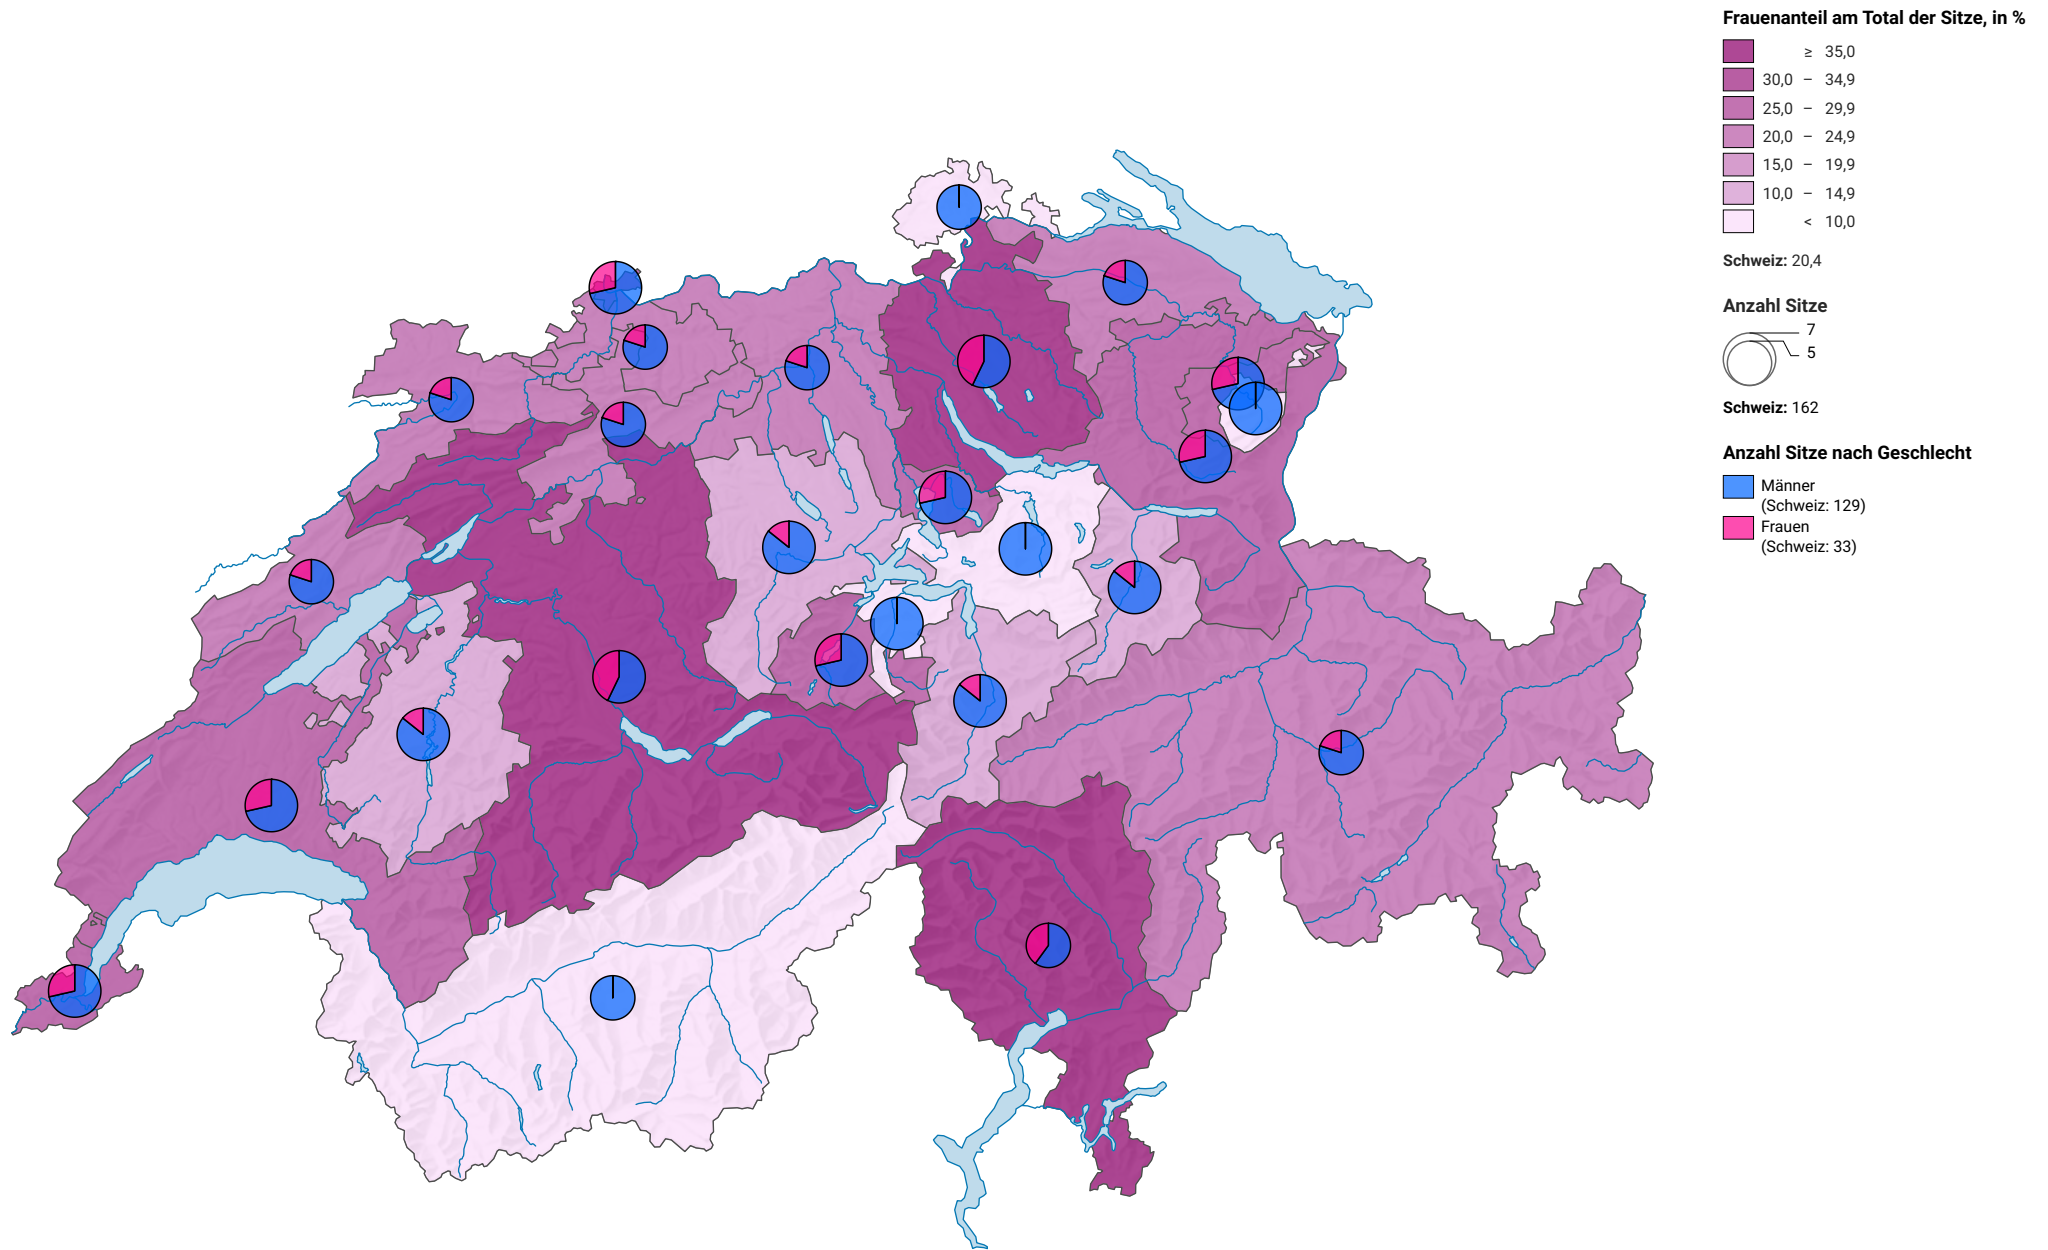 Frauenanteil am Total der Sitze, in %
≥ 35,0
30,0 – 34,9
25,0 – 29,9
20,0 – 24,9
15,0 – 19,9
10,0 – 14,9
< 10,0
Schweiz: 20,4
Anzahl Sitze
7
5
Schweiz: 162
Anzahl Sitze nach Geschlecht
Männer
(Schweiz: 129)
Frauen
(Schweiz: 33)